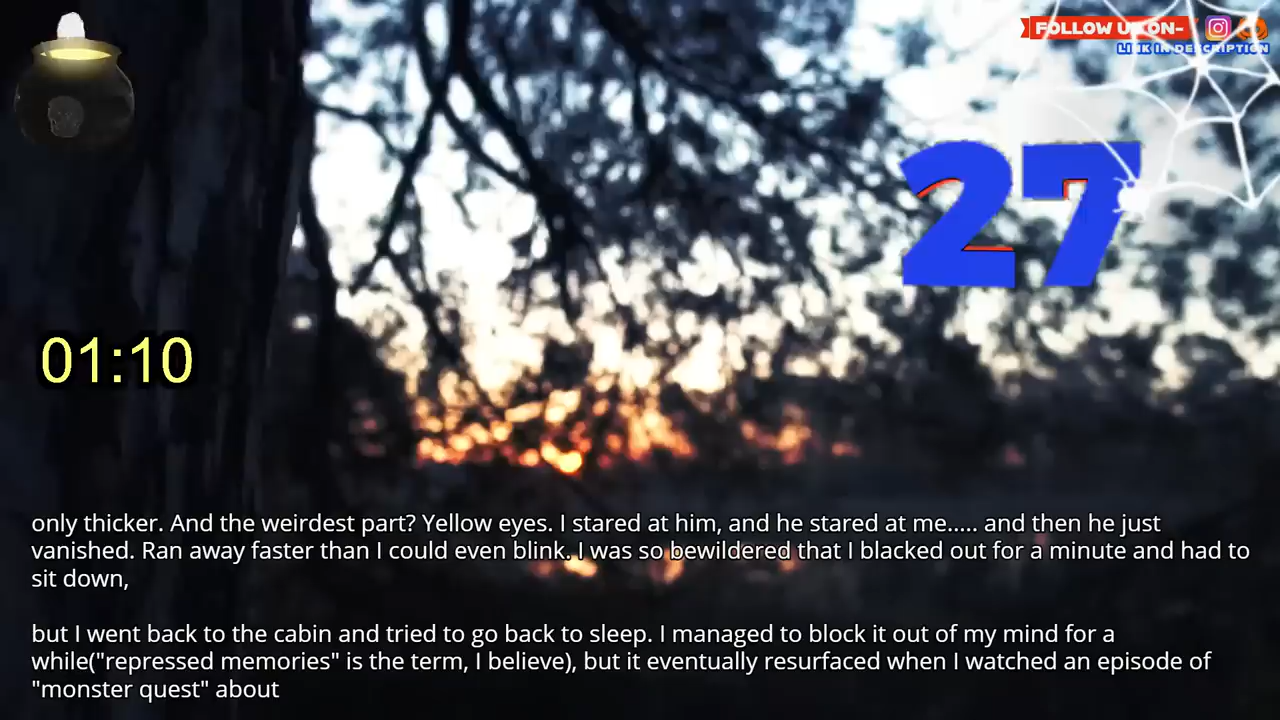 FOLLOW US ON-
LINK IN DESCRIPTION
27
01:10
only thicker. And the weirdest part? Yellow eyes. I stared at him, and he stared at me..... and then he just
vanished. Ran away faster than I could even blink. I was so bewildered that I blacked out for a minute and had to
sit down,
but I went back to the cabin and tried to go back to sleep. I managed to block it out of my mind for a
while("repressed memories" is the term, I believe), but it eventually resurfaced when I watched an episode of
"monster quest" about